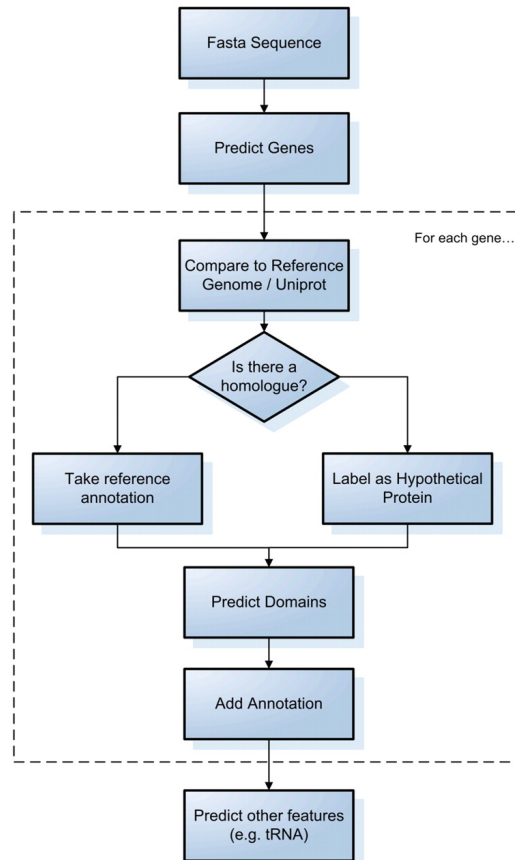 Fasta Sequence
Predict Genes
For each gene…
Compare to Reference
Genome / Uniprot
Is there a
homologue?
Take reference
annotation
Label as Hypothetical
Protein
Predict Domains
Add Annotation
Predict other features
(e.g. tRNA)